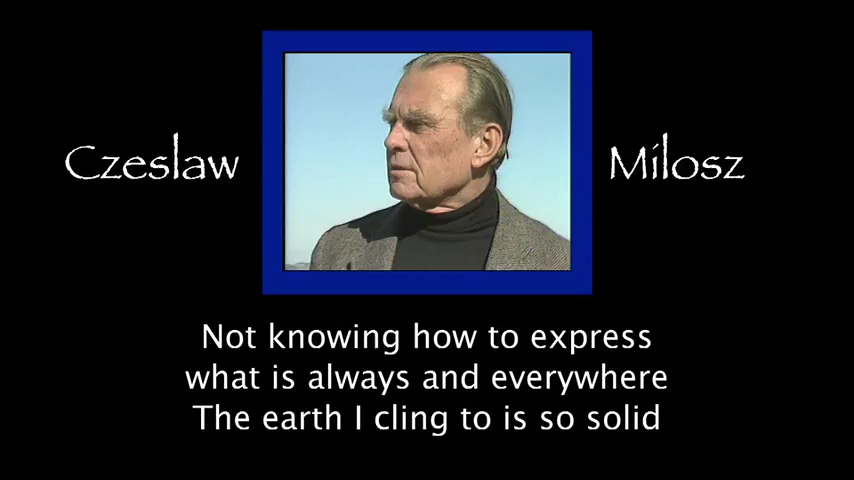 Czeslaw Milosz
Not knowing how to express
what is always and everywhere
The earth I cling to is so solid